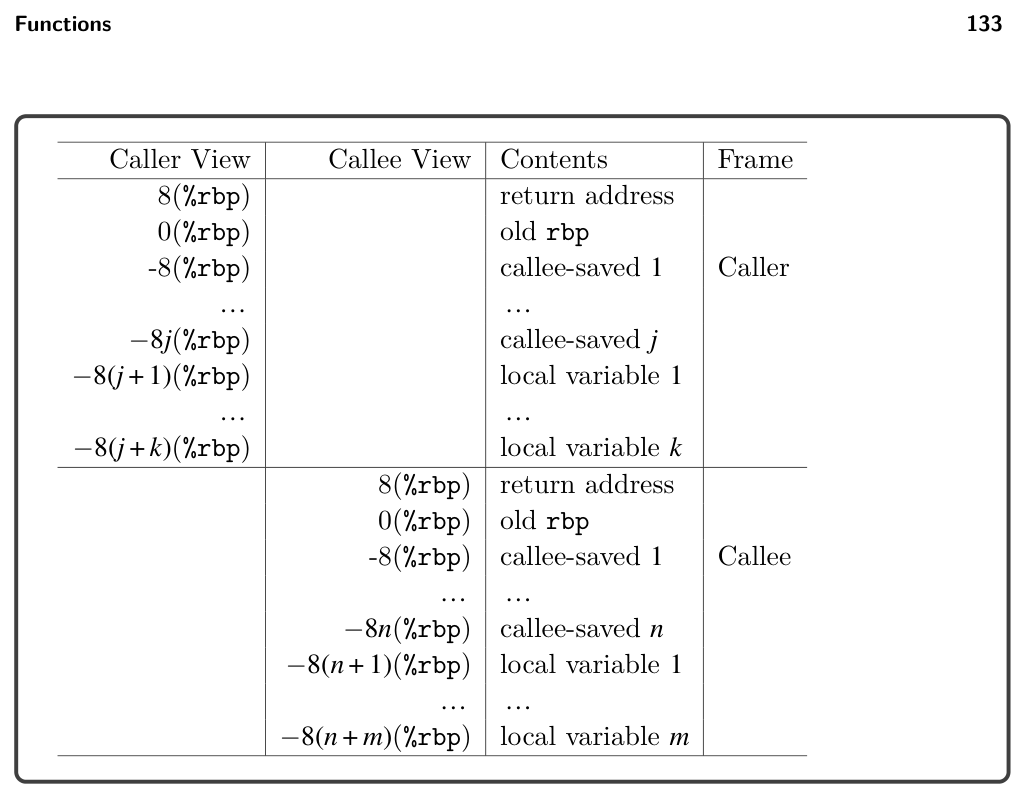 Functions 133
Caller View Callee View Contents Frame
8(%rbp) return address
0(%rbp) old rbp
-8(%rbp) callee-saved 1 Caller
… …
−8j(%rbp) callee-saved j
−8(j+1)(%rbp) local variable 1
… …
−8(j+k)(%rbp) local variable k
8(%rbp) return address
0(%rbp) old rbp
-8(%rbp) callee-saved 1 Callee
… …
−8n(%rbp) callee-saved n
−8(n+1)(%rbp) local variable 1
… …
−8(n+m)(%rbp) local variable m